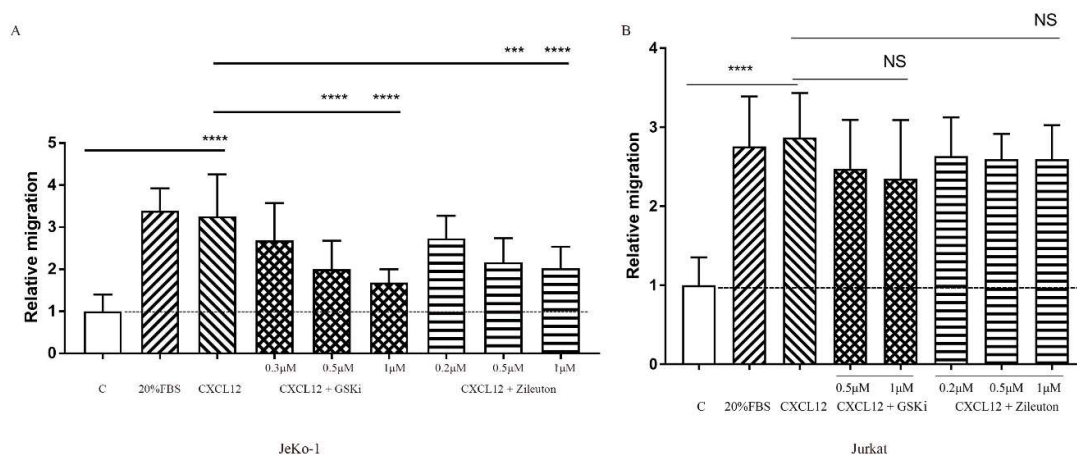 A
*** ****
**** ****
****
Relative migration
5
4
3
2
1
0
0.3μM 0.5μM 1μM 0.2μM 0.5μM 1μM
C 20%FBS CXCL12 CXCL12 + GSKi CXCL12 + Zileuton
JeKo-1
B
NS
NS
****
Relative migration
4
3
2
1
0
0.5μM 1μM 0.2μM 0.5μM 1μM
C 20%FBS CXCL12 CXCL12 + GSKi CXCL12 + Zileuton
Jurkat